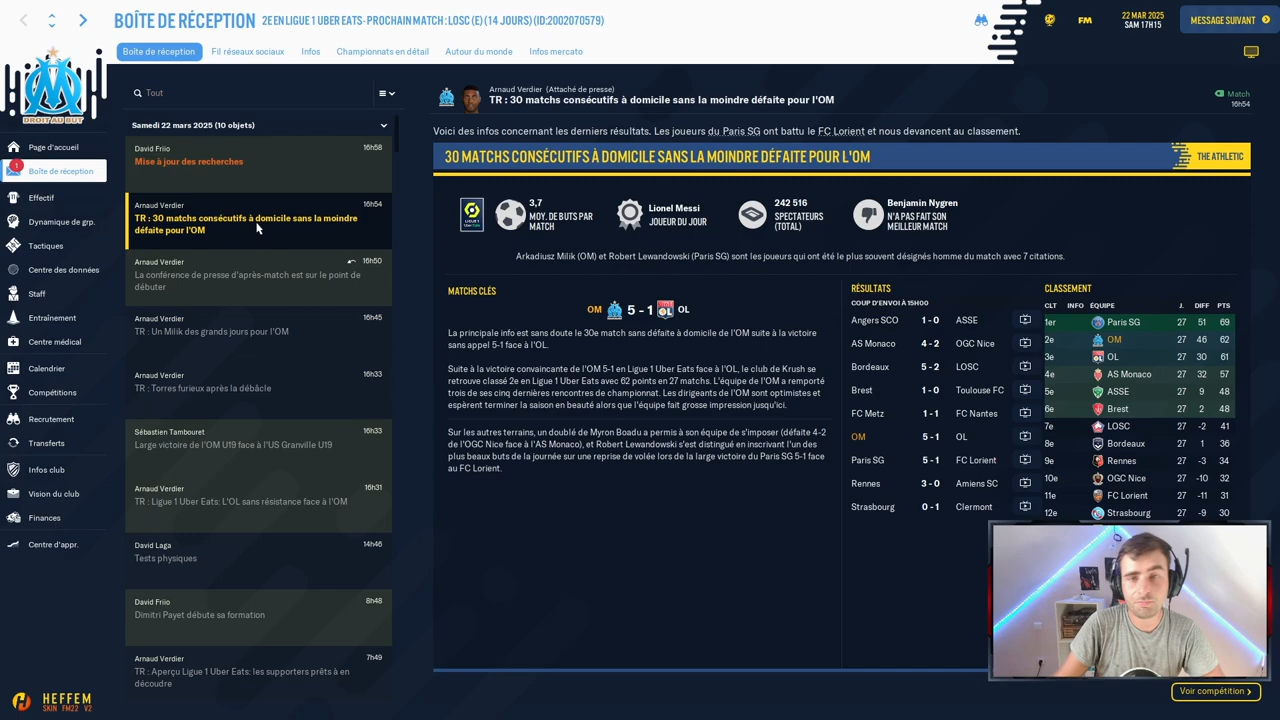 BOÎTE DE RÉCEPTION
2E EN LIGUE 1 UBER EATS - PROCHAIN MATCH : LOSC (E) (14 JOURS) (ID:2002070579)
FM
22 MAR 2025
SAM 17H15
MESSAGE SUIVANT
Boîte de réception
Fil réseaux sociaux
Infos
Championnats en détail
Autour du monde
Infos mercato
DROIT AU BUT
Page d'accueil
1
Boîte de réception
Effectif
Dynamique de grp.
Tactiques
Centre des données
Staff
Entraînement
Centre médical
Calendrier
Compétitions
Recrutement
Transferts
Infos club
Vision du club
Finances
Centre d'appr.
HEFFEM
SKIN FM22 V2
Tout
Samedi 22 mars 2025 (10 objets)
David Friio 16h58
Mise à jour des recherches
Arnaud Verdier 16h54
TR : 30 matchs consécutifs à domicile sans la moindre
défaite pour l'OM
Arnaud Verdier 16h50
La conférence de presse d'après-match est sur le point de
débuter
Arnaud Verdier 16h45
TR : Un Milik des grands jours pour l'OM
Arnaud Verdier 16h33
TR : Torres furieux après la débâcle
Sébastien Tambouret 16h33
Large victoire de l'OM U19 face à l'US Granville U19
Arnaud Verdier 16h31
TR : Ligue 1 Uber Eats: L'OL sans résistance face à l'OM
David Laga 14h46
Tests physiques
David Friio 8h48
Dimitri Payet débute sa formation
Arnaud Verdier 7h49
TR : Aperçu Ligue 1 Uber Eats: les supporters prêts à en
découdre
Arnaud Verdier (Attaché de presse)
TR : 30 matchs consécutifs à domicile sans la moindre défaite pour l'OM
Match
16h54
Voici des infos concernant les derniers résultats. Les joueurs du Paris SG ont battu le FC Lorient et nous devancent au classement.
30 MATCHS CONSÉCUTIFS À DOMICILE SANS LA MOINDRE DÉFAITE POUR L'OM
THE ATHLETIC
3,7
MOY. DE BUTS PAR
MATCH
Lionel Messi
JOUEUR DU JOUR
242 516
SPECTATEURS
(TOTAL)
Benjamin Nygren
N'A PAS FAIT SON
MEILLEUR MATCH
Arkadiusz Milik (OM) et Robert Lewandowski (Paris SG) sont les joueurs qui ont été le plus souvent désignés homme du match avec 7 citations.
MATCHS CLÉS
OM 5 - 1 OL OL
La principale info est sans doute le 30e match sans défaite à domicile de l'OM suite à la victoire
sans appel 5-1 face à l'OL.
Suite à la victoire convaincante de l'OM 5-1 en Ligue 1 Uber Eats face à l'OL, le club de Krush se
retrouve classé 2e en Ligue 1 Uber Eats avec 62 points en 27 matchs. L'équipe de l'OM a remporté
trois de ses cinq dernières rencontres de championnat. Les dirigeants de l'OM sont optimistes et
espèrent terminer la saison en beauté alors que l'équipe fait grosse impression jusqu'ici.
Sur les autres terrains, un doublé de Myron Boadu a permis à son équipe de s'imposer (défaite 4-2
de l'OGC Nice face à l'AS Monaco), et Robert Lewandowski s'est distingué en inscrivant l'un des
plus beaux buts de la journée sur une reprise de volée lors de la large victoire du Paris SG 5-1 face
au FC Lorient.
RÉSULTATS
COUP D'ENVOI À 15H00
Angers SCO 1 - 0 ASSE
AS Monaco 4 - 2 OGC Nice
Bordeaux 5 - 2 LOSC
Brest 1 - 0 Toulouse FC
FC Metz 1 - 1 FC Nantes
OM 5 - 1 OL
Paris SG 5 - 1 FC Lorient
Rennes 3 - 0 Amiens SC
Strasbourg 0 - 1 Clermont
CLASSEMENT
CLT INFO ÉQUIPE J. DIFF PTS
1er Paris SG 27 51 69
2e OM 27 46 62
3e OL 27 30 61
4e AS Monaco 27 32 57
5e ASSE 27 9 48
6e Brest 27 2 48
7e LOSC 27 -2 41
8e Bordeaux 27 1 36
9e Rennes 27 -3 34
10e OGC Nice 27 -10 32
11e FC Lorient 27 -11 31
12e Strasbourg 27 -9 30
Voir compétition